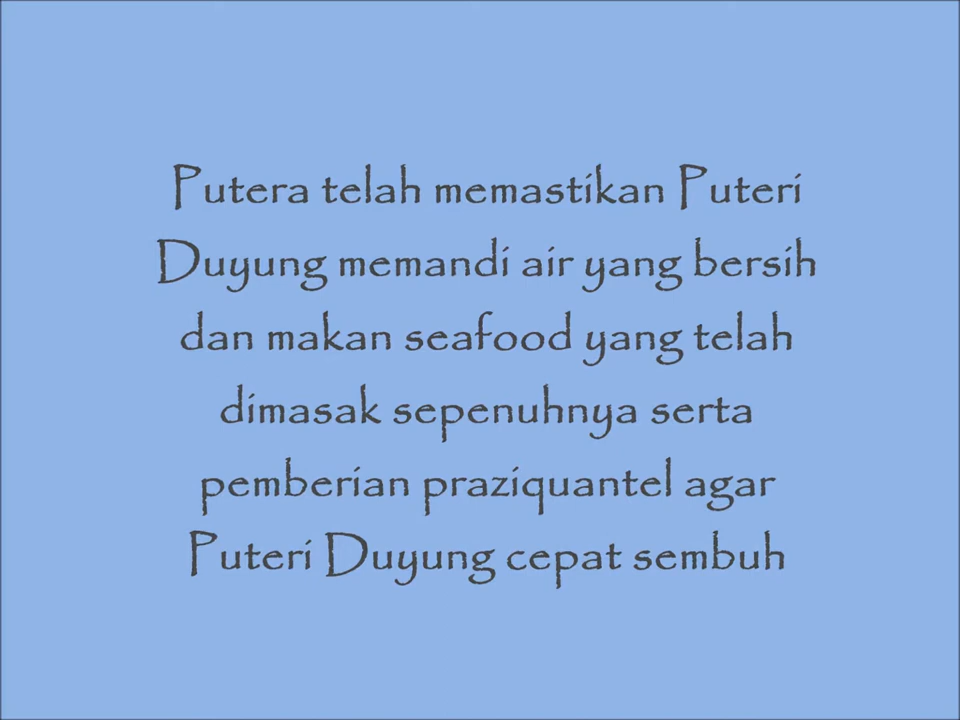 Putera telah memastikan Puteri
Duyung memandi air yang bersih
dan makan seafood yang telah
dimasak sepenuhnya serta
pemberian praziquantel agar
Puteri Duyung cepat sembuh